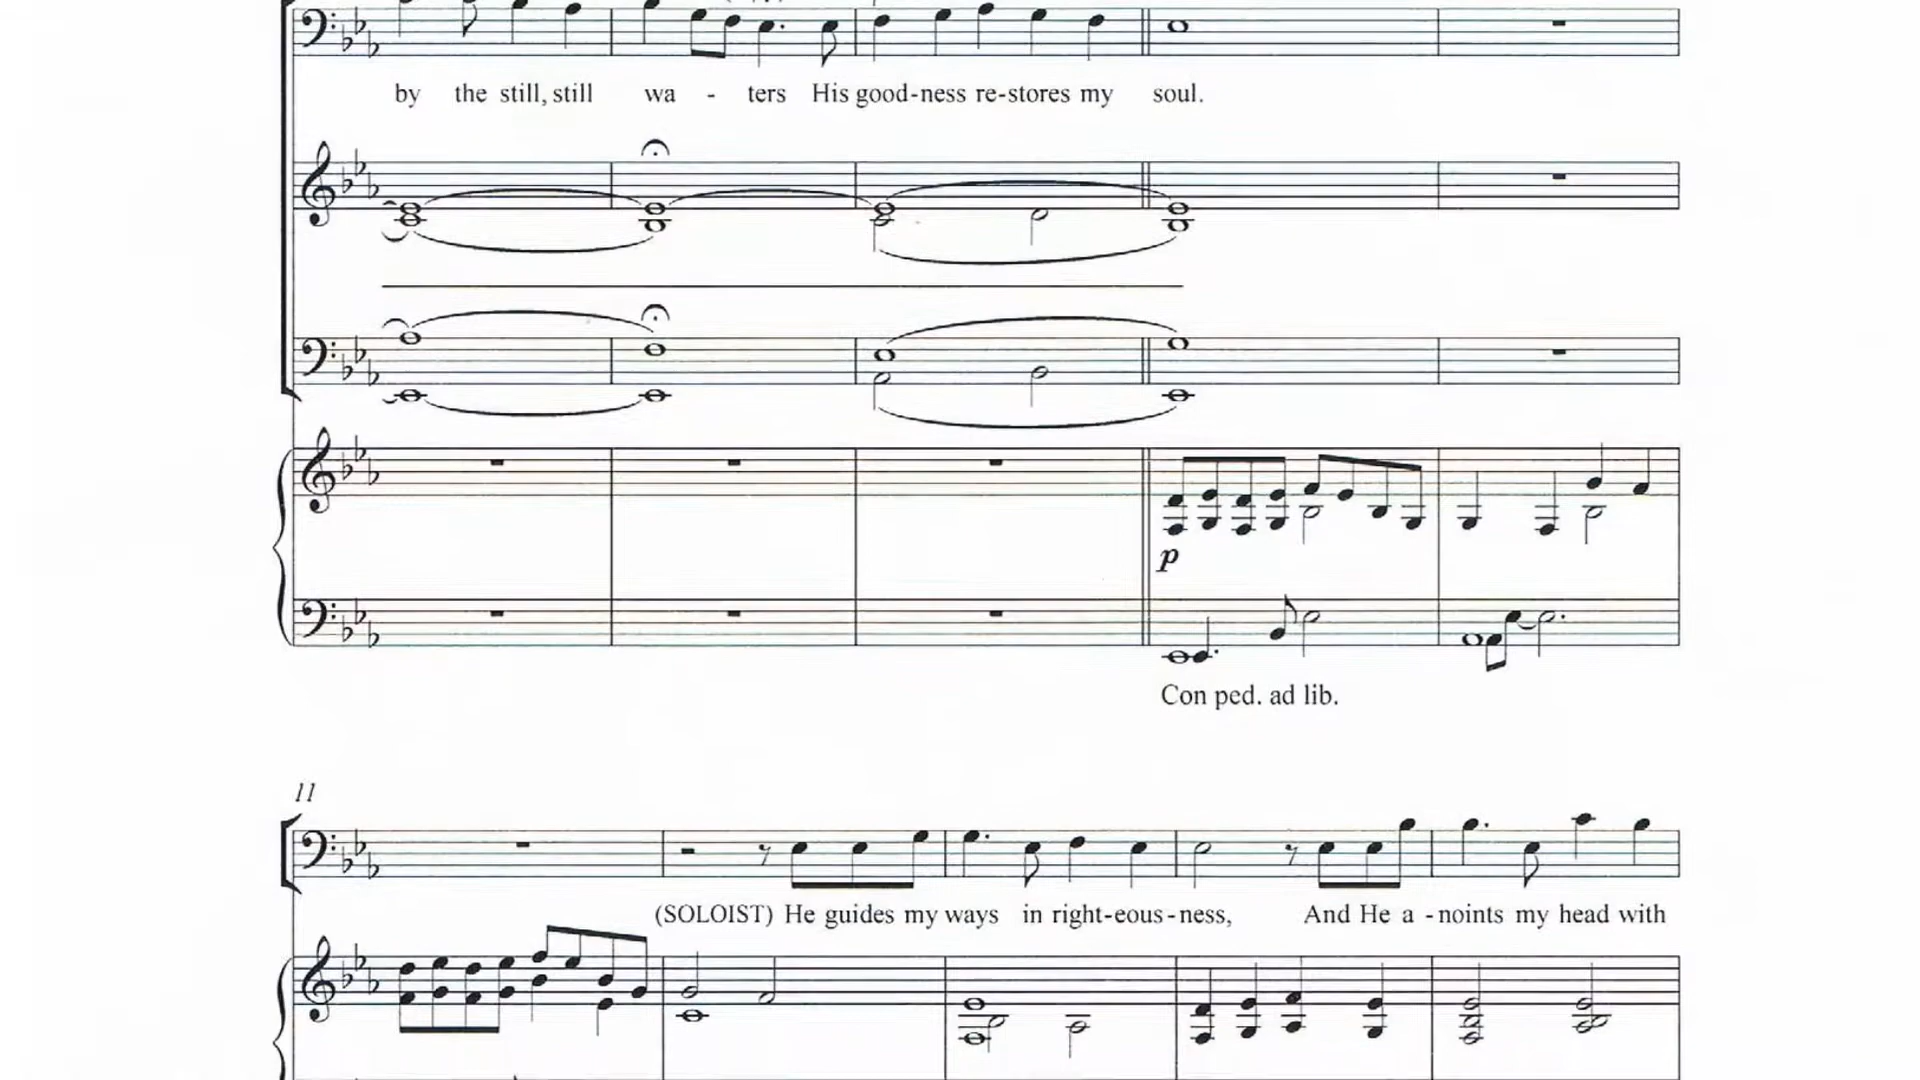 by the still, still wa - ters His good-ness re-stores my soul.
p
Con ped. ad lib.
11
(SOLOIST) He guides my ways in right-eous-ness, And He a - noints my head with